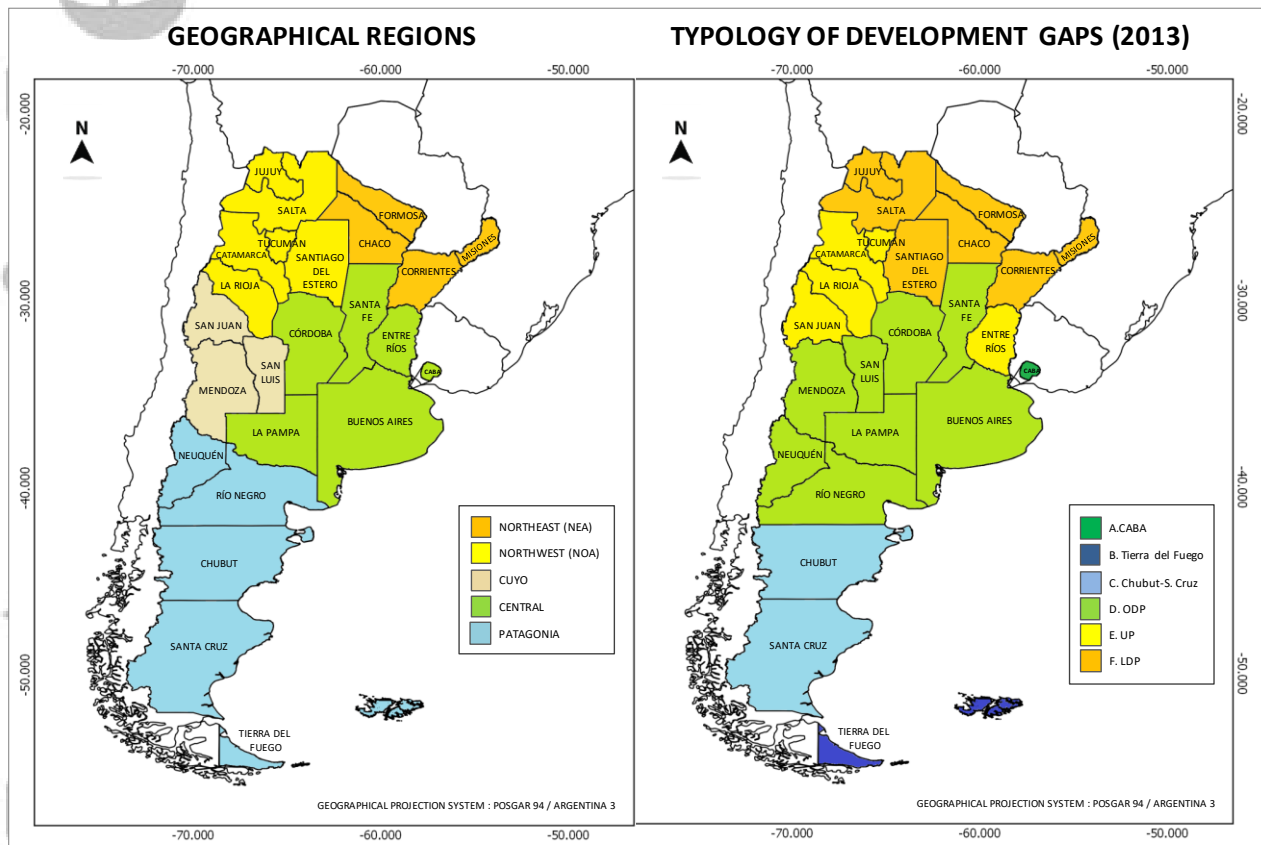 GEOGRAPHICAL REGIONS
-70.000 -60.000 -50.000
-20.000
-30.000
-40.000
-50.000
N
JUJUY
SALTA
FORMOSA
CHACO
MISIONES
TUCUMÁN
CATAMARCA
SANTIAGO
DEL
ESTERO
CORRIENTES
LA RIOJA
SANTA
FE
SAN JUAN
CÓRDOBA
ENTRE
RÍOS
SAN
LUIS
CABA
MENDOZA
BUENOS AIRES
LA PAMPA
NEUQUÉN
RÍO NEGRO
CHUBUT
SANTA CRUZ
TIERRA DEL
FUEGO
NORTHEAST (NEA)
NORTHWEST (NOA)
CUYO
CENTRAL
PATAGONIA
GEOGRAPHICAL PROJECTION SYSTEM : POSGAR 94 / ARGENTINA 3
-70.000 -60.000 -50.000
TYPOLOGY OF DEVELOPMENT GAPS (2013)
-70.000 -60.000 -50.000
N
JUJUY
SALTA
FORMOSA
CHACO
MISIONES
TUCUMÁN
CATAMARCA
SANTIAGO
DEL
ESTERO
CORRIENTES
LA RIOJA
SANTA
FE
SAN JUAN
CÓRDOBA
ENTRE
RÍOS
SAN
LUIS
CABA
MENDOZA
BUENOS AIRES
LA PAMPA
NEUQUÉN
RÍO NEGRO
CHUBUT
SANTA CRUZ
TIERRA DEL
FUEGO
A.CABA
B. Tierra del Fuego
C. Chubut-S. Cruz
D. ODP
E. UP
F. LDP
GEOGRAPHICAL PROJECTION SYSTEM : POSGAR 94 / ARGENTINA 3
-20.000
-30.000
-40.000
-50.000
-70.000 -60.000 -50.000